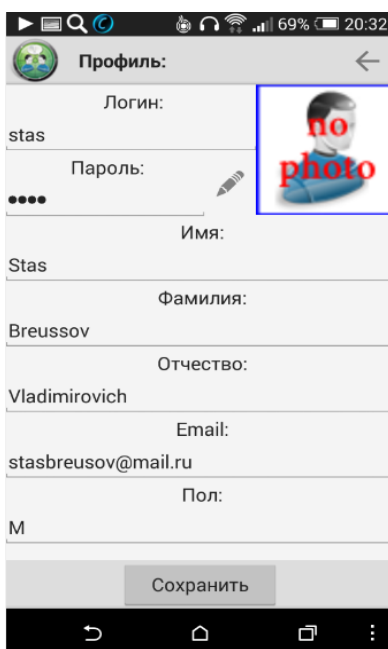 69% 20:32
Профиль:
Логин:
stas
no
photo
Пароль:
••••
Имя:
Stas
Фамилия:
Breussov
Отчество:
Vladimirovich
Email:
stasbreusov@mail.ru
Пол:
М
Сохранить